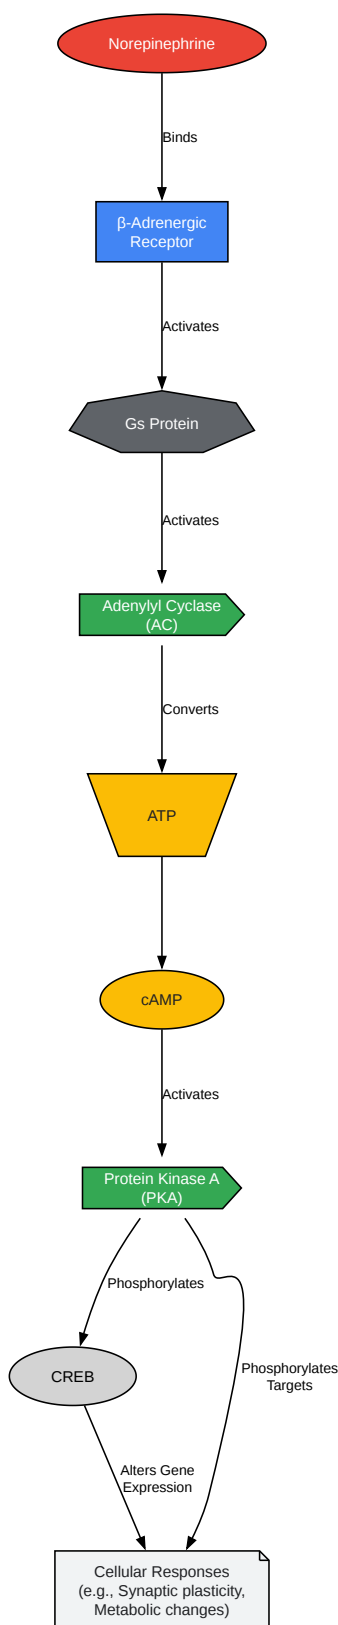 Norepinephrine
Binds
β-Adrenergic
Receptor
Activates
Gs Protein
Activates
Adenylyl Cyclase
(AC)
Converts
ATP
cAMP
Activates
Protein Kinase A
(PKA)
Phosphorylates
Phosphorylates
Targets
CREB
Alters Gene
Expression
Cellular Responses
(e.g., Synaptic plasticity,
Metabolic changes)